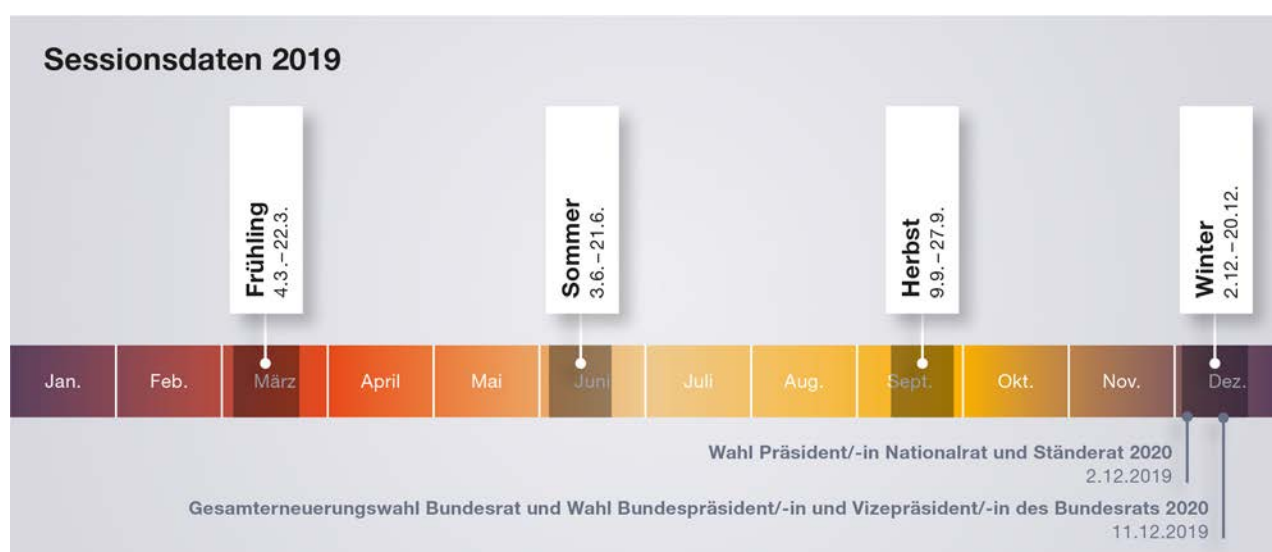 Sessionsdaten 2019
Frühling
4.3.–22.3.
Sommer
3.6.–21.6.
Herbst
9.9.–27.9.
Winter
2.12.–20.12.
Jan. Feb. März April Mai Juni Juli Aug. Sept. Okt. Nov. Dez.
Wahl Präsident/-in Nationalrat und Ständerat 2020
2.12.2019
Gesamterneuerungswahl Bundesrat und Wahl Bundespräsident/-in und Vizepräsident/-in des Bundesrats 2020
11.12.2019